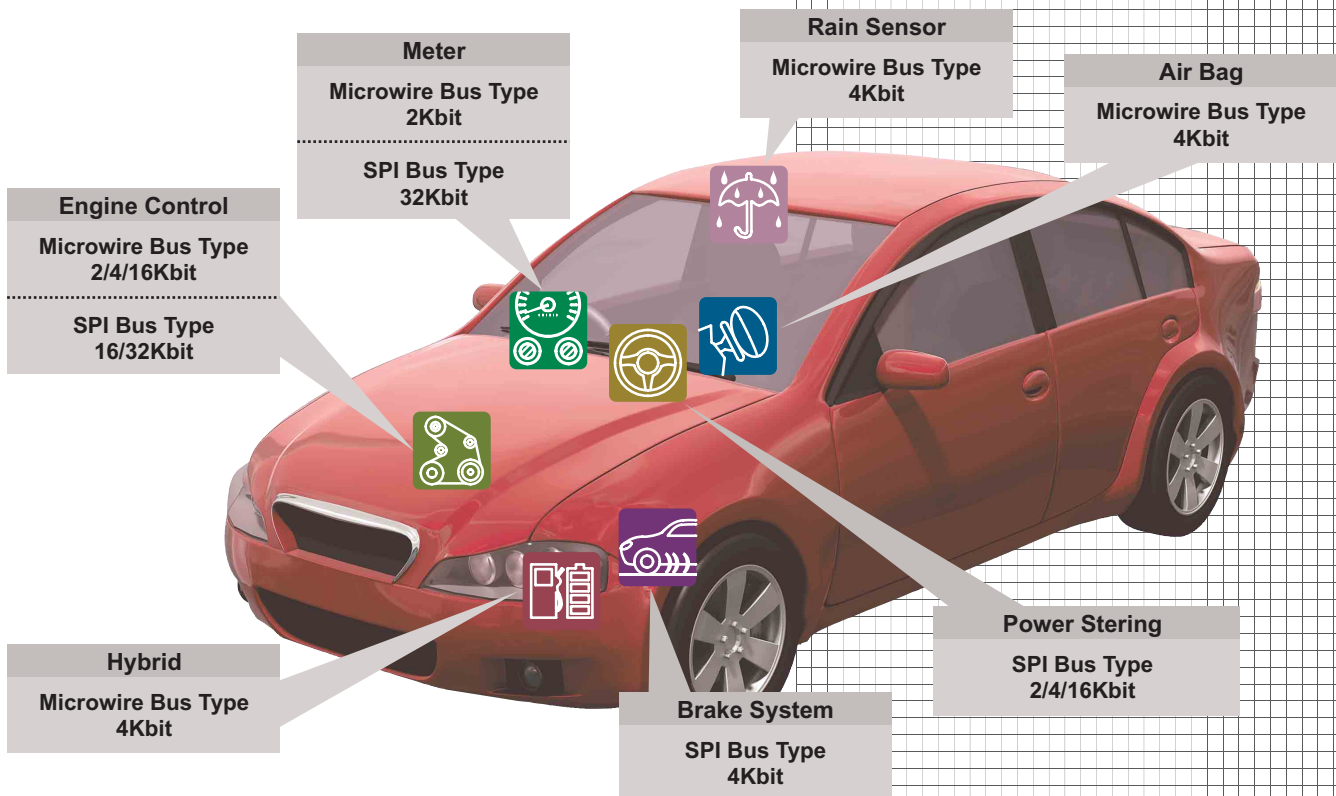 Meter
Microwire Bus Type
2Kbit
SPI Bus Type
32Kbit
Rain Sensor
Microwire Bus Type
4Kbit
Air Bag
Microwire Bus Type
4Kbit
Engine Control
Microwire Bus Type
2/4/16Kbit
SPI Bus Type
16/32Kbit
Hybrid
Microwire Bus Type
4Kbit
Brake System
SPI Bus Type
4Kbit
Power Stering
SPI Bus Type
2/4/16Kbit